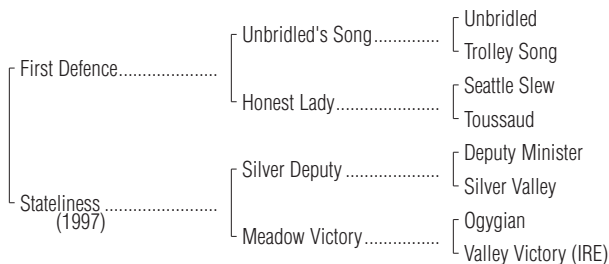 Unbridled
Unbridled's Song..............
Trolley Song
First Defence.....................
Seattle Slew
Honest Lady......................
Toussaud
Deputy Minister
Silver Deputy ....................
Silver Valley
Stateliness ........................
(1997)
Ogygian
Meadow Victory................
Valley Victory (IRE)